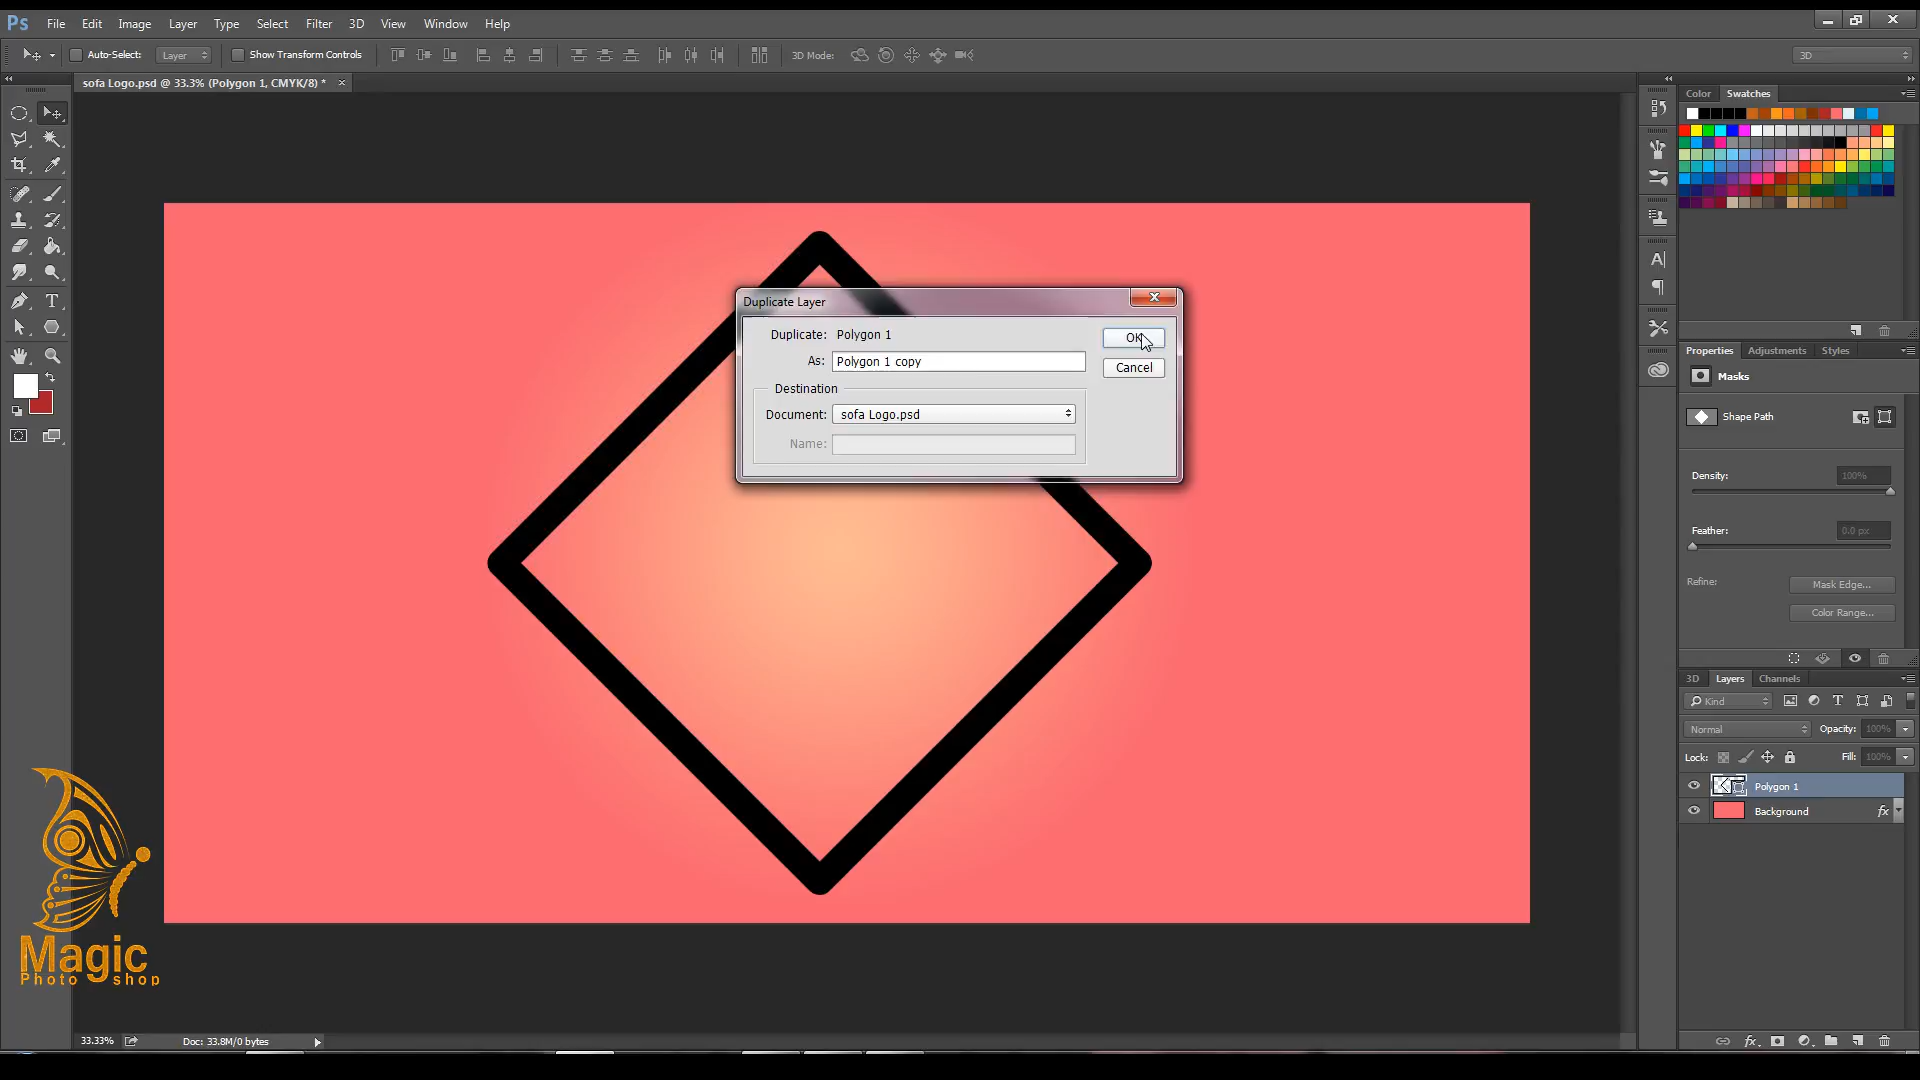 Ps File Edit Image Layer Type Select Filter 3D View Window Help
Auto-Select: Layer Show Transform Controls 3D Mode: 3D
sofa Logo.psd @ 33.3% (Polygon 1, CMYK/8) * ×
Color Swatches
Duplicate Layer
Duplicate: Polygon 1
OK
As: Polygon 1 copy
Cancel
Destination
Document: sofa Logo.psd
Name:
Properties Adjustments Styles
Masks
Shape Path
Density: 100%
Feather: 0.0 px
Refine: Mask Edge...
Color Range...
3D Layers Channels
Kind
Normal Opacity: 100%
Lock: Fill: 100%
Polygon 1
Background fx
Magic
Photo shop
33.33% Doc: 33.8M/0 bytes